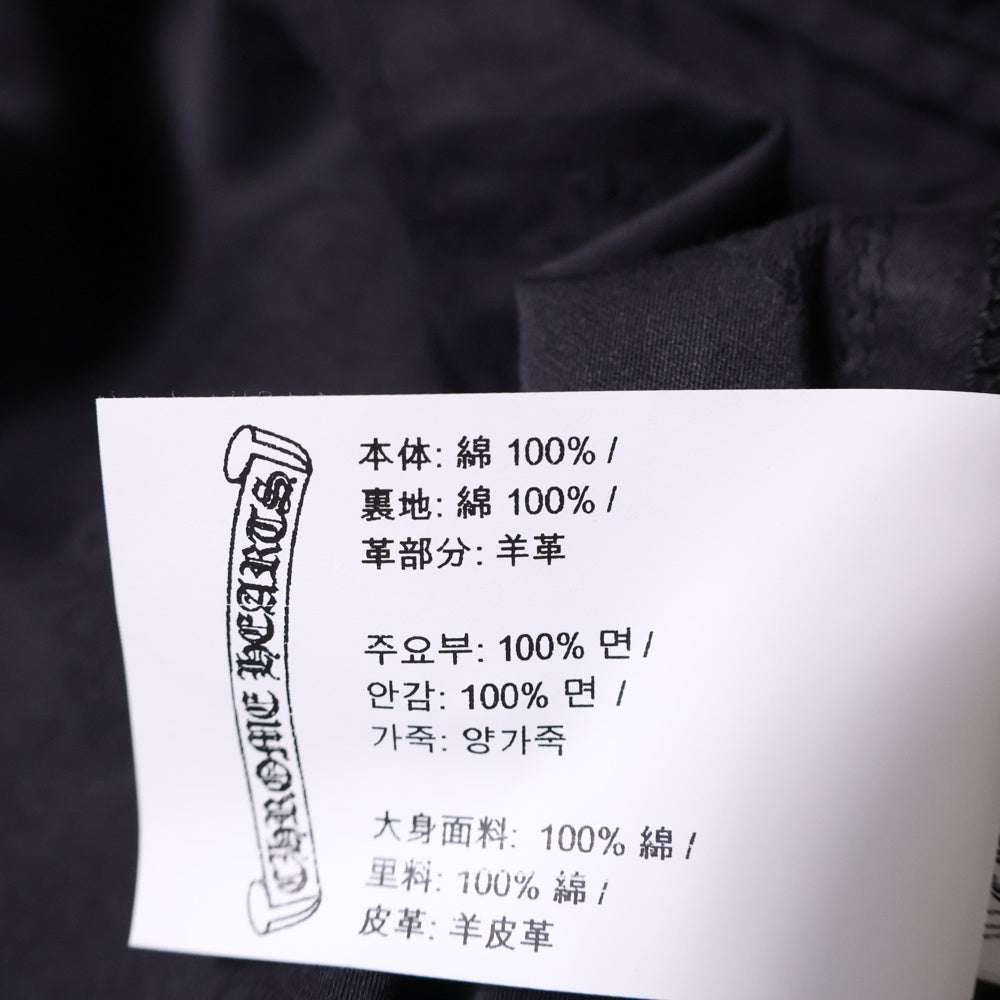 CHROME HEARTS
本体: 綿 100% /
裏地: 綿 100% /
革部分: 羊革
주요부: 100% 면 /
안감: 100% 면 /
가죽: 양가죽
大身面料: 100% 綿 /
里料: 100% 綿 /
皮革: 羊皮革